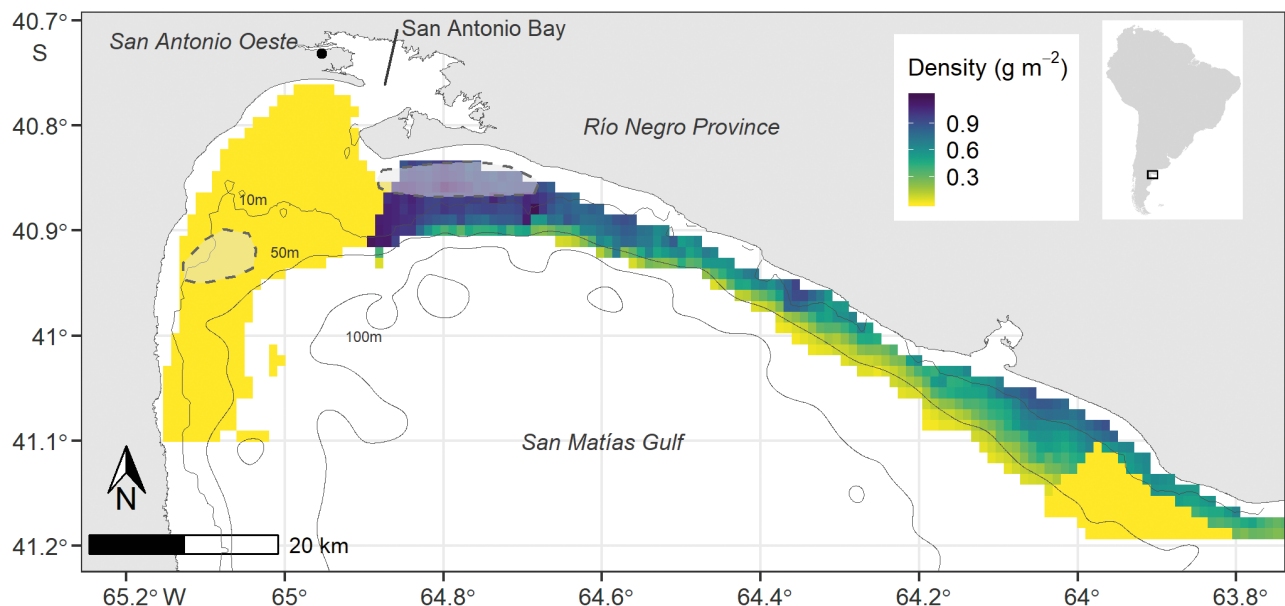 40.7°
S
San Antonio Oeste
San Antonio Bay
Density (g m⁻²)
0.9
0.6
0.3
40.8°
Río Negro Province
10m
40.9°
50m
41°
100m
41.1°
San Matías Gulf
N
20 km
41.2°
65.2° W
65°
64.8°
64.6°
64.4°
64.2°
64°
63.8°